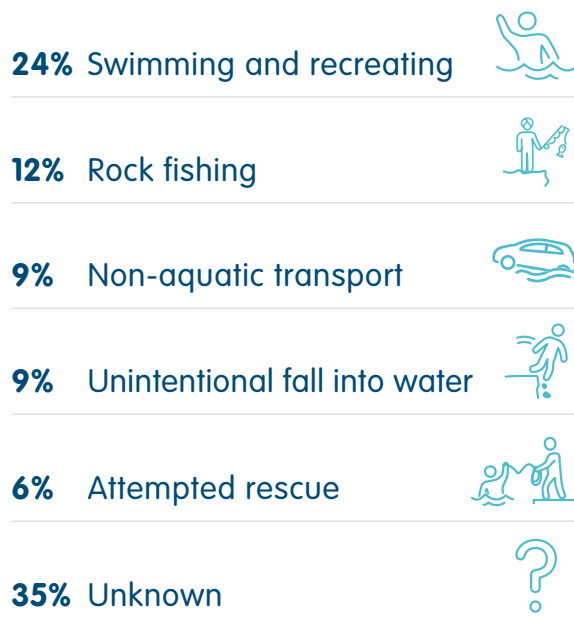 24% Swimming and recreating
12% Rock fishing
9% Non-aquatic transport
9% Unintentional fall into water
6% Attempted rescue
35% Unknown